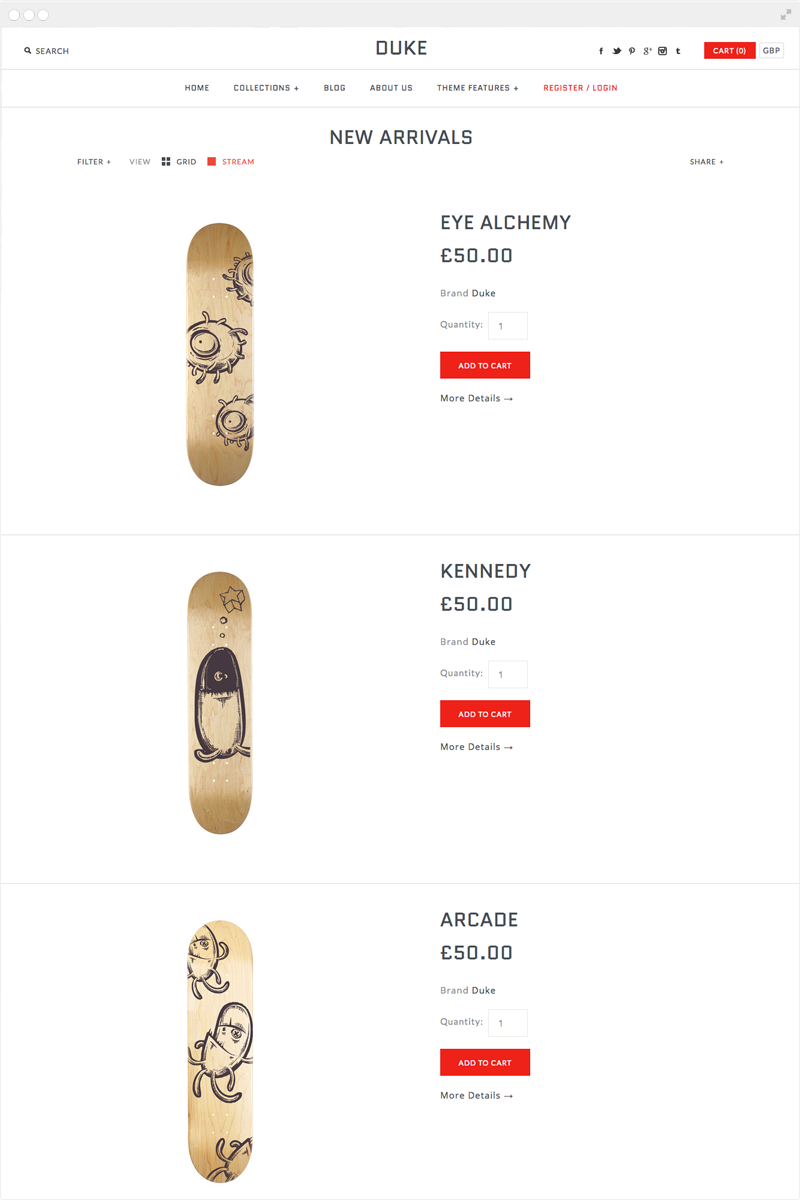 SEARCH
DUKE
CART (0) GBP
HOME COLLECTIONS + BLOG ABOUT US THEME FEATURES + REGISTER / LOGIN
NEW ARRIVALS
FILTER + VIEW GRID STREAM SHARE +
EYE ALCHEMY
£50.00
Brand Duke
Quantity: 1
ADD TO CART
More Details →
KENNEDY
£50.00
Brand Duke
Quantity: 1
ADD TO CART
More Details →
ARCADE
£50.00
Brand Duke
Quantity: 1
ADD TO CART
More Details →